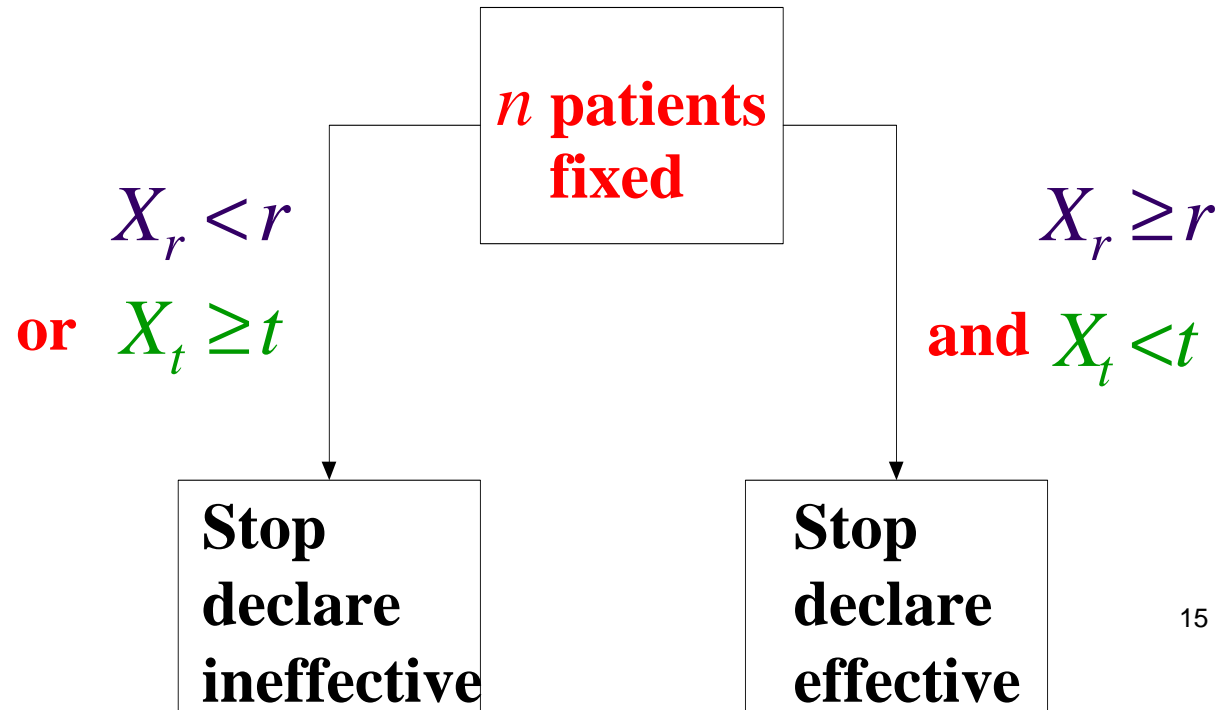 n patients
fixed
X_r < r
or X_t ≥ t
X_r ≥ r
and X_t < t
Stop
declare
ineffective
Stop
declare
effective
15